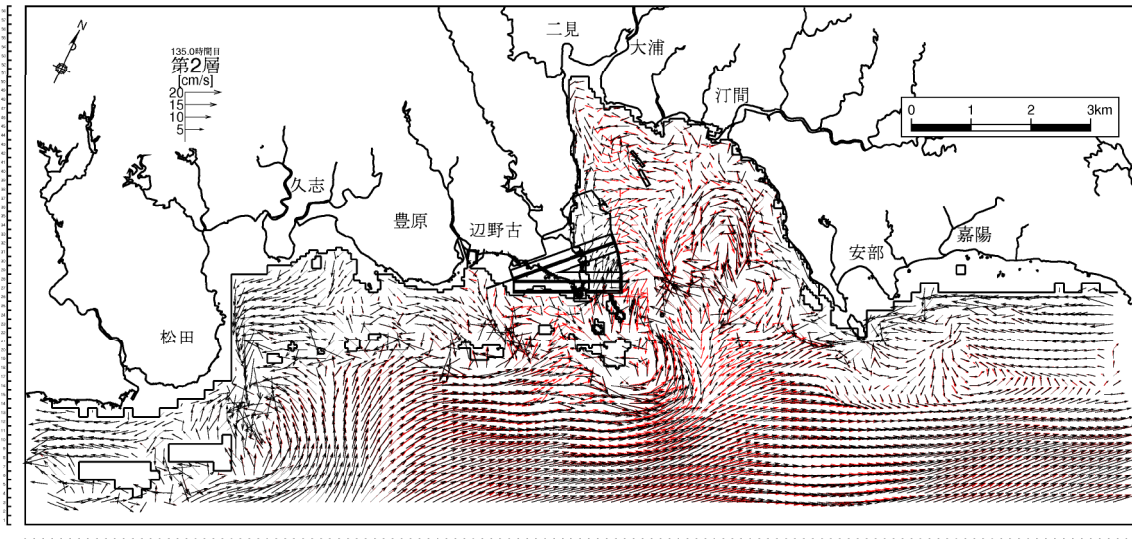 N
135.0時間目
第2層
[cm/s]
20
15
10
5
二見
大浦
汀間
0 1 2 3km
久志
豊原
辺野古
安部
嘉陽
松田